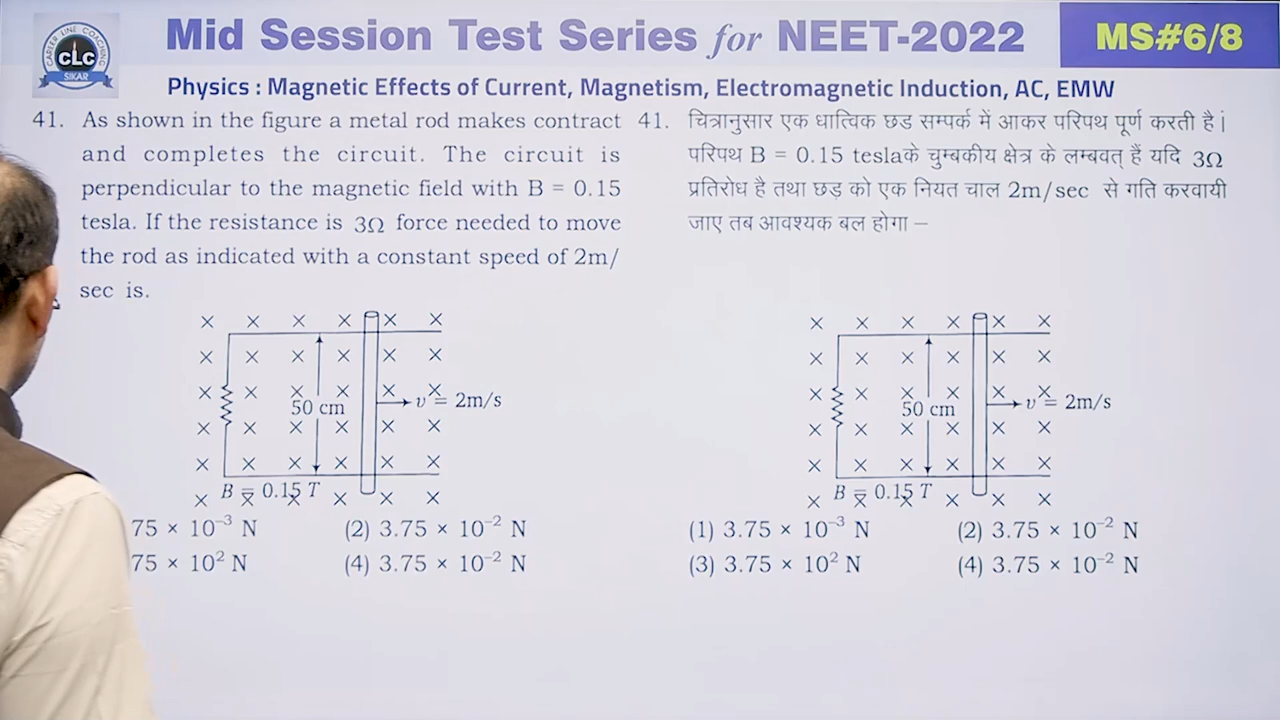 CAREER LINE COACHING
CLC
SIKAR
Mid Session Test Series for NEET-2022
MS#6/8
Physics : Magnetic Effects of Current, Magnetism, Electromagnetic Induction, AC, EMW
41. As shown in the figure a metal rod makes contract
and completes the circuit. The circuit is
perpendicular to the magnetic field with B = 0.15
tesla. If the resistance is 3Ω force needed to move
the rod as indicated with a constant speed of 2m/
sec is.
50 cm
v = 2m/s
B = 0.15 T
75 × 10⁻³ N (2) 3.75 × 10⁻² N
75 × 10² N (4) 3.75 × 10⁻² N
41. चित्रानुसार एक धात्विक छड सम्पर्क में आकर परिपथ पूर्ण करती है।
परिपथ B = 0.15 teslaके चुम्बकीय क्षेत्र के लम्बवत् हैं यदि 3Ω
प्रतिरोध है तथा छड़ को एक नियत चाल 2m/sec से गति करवायी
जाए तब आवश्यक बल होगा –
50 cm
v = 2m/s
B = 0.15 T
(1) 3.75 × 10⁻³ N (2) 3.75 × 10⁻² N
(3) 3.75 × 10² N (4) 3.75 × 10⁻² N